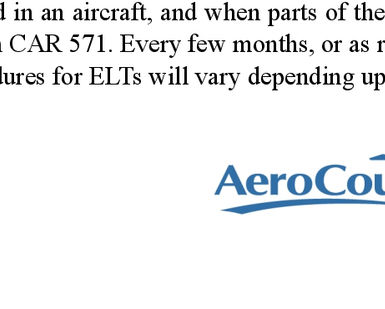 d in an aircraft, and when parts of the
CAR 571. Every few months, or as r
dures for ELTs will vary depending up
AeroCou